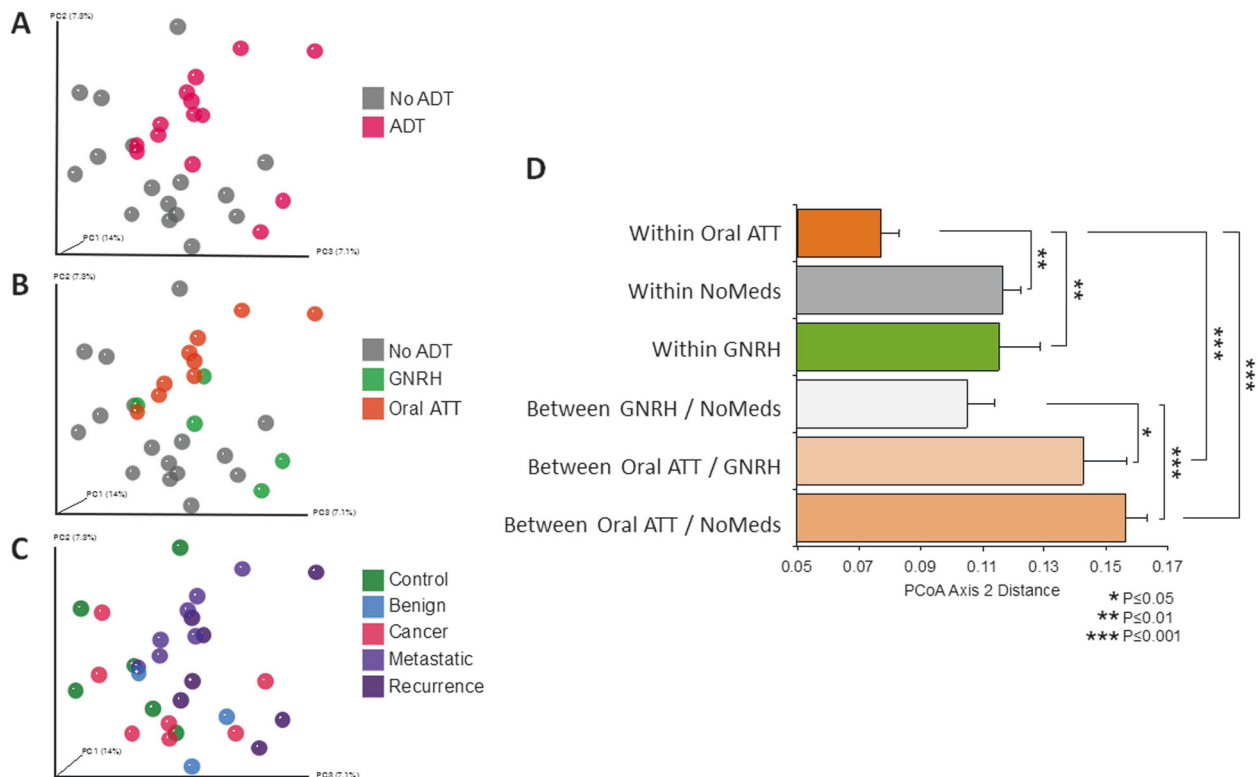 A
PC2 (7.3%)
No ADT
ADT
PC1 (14%)
PC3 (7.1%)
B
PC2 (7.3%)
No ADT
GNRH
Oral ATT
PC1 (14%)
PC3 (7.1%)
C
PC2 (7.3%)
Control
Benign
Cancer
Metastatic
Recurrence
PC1 (14%)
PC3 (7.1%)
D
Within Oral ATT
Within NoMeds
Within GNRH
Between GNRH / NoMeds
Between Oral ATT / GNRH
Between Oral ATT / NoMeds
**
**
***
***
*
***
0.05 0.07 0.09 0.11 0.13 0.15 0.17
PCoA Axis 2 Distance
* P≤0.05
** P≤0.01
*** P≤0.001